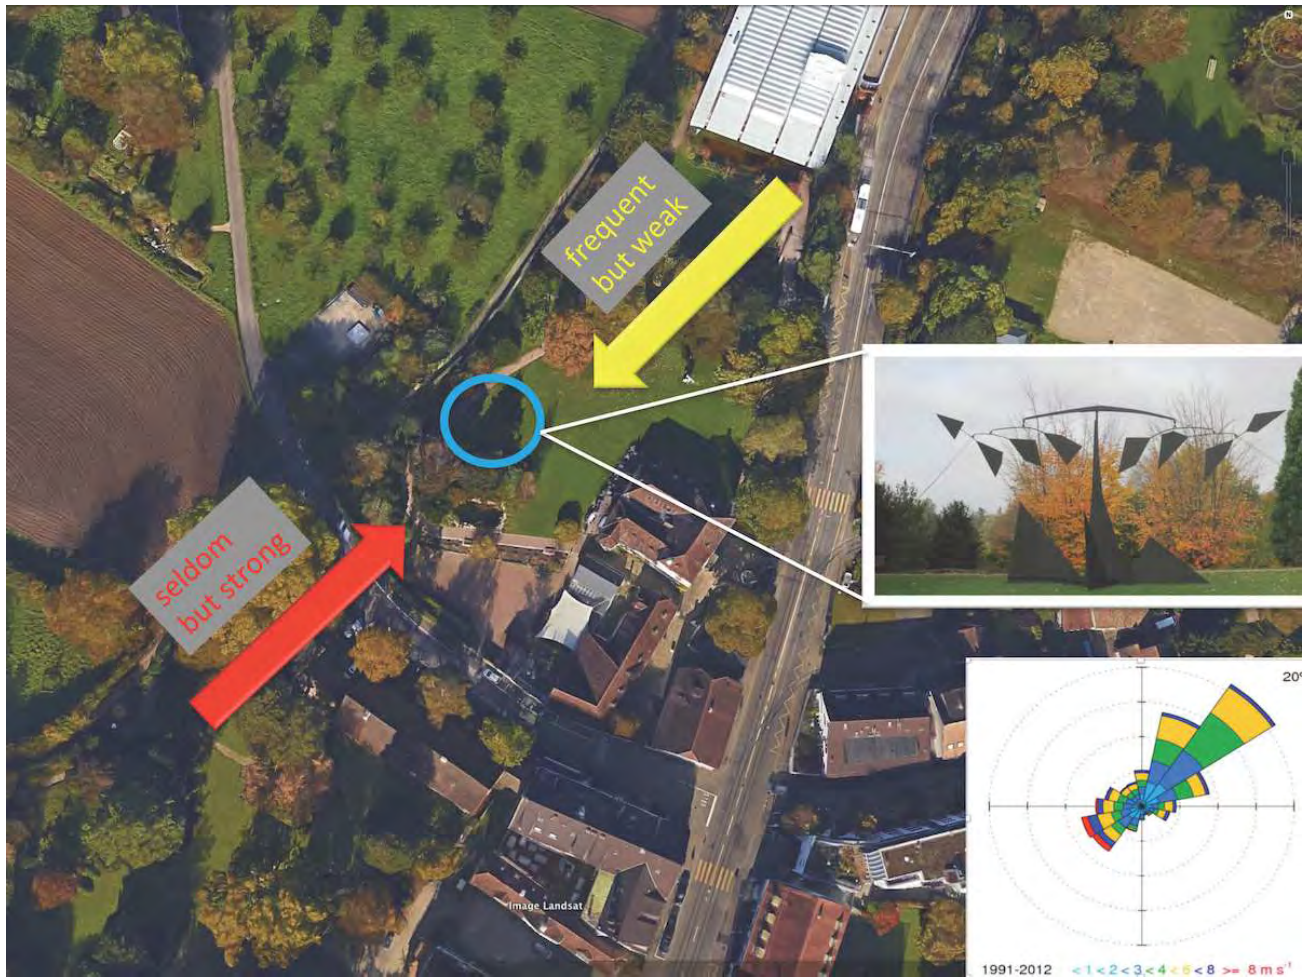 N
frequent
but weak
seldom
but strong
Image Landsat
20%
1991-2012 <1 <2 <3 <4 <6 <8 >= 8 m s⁻¹